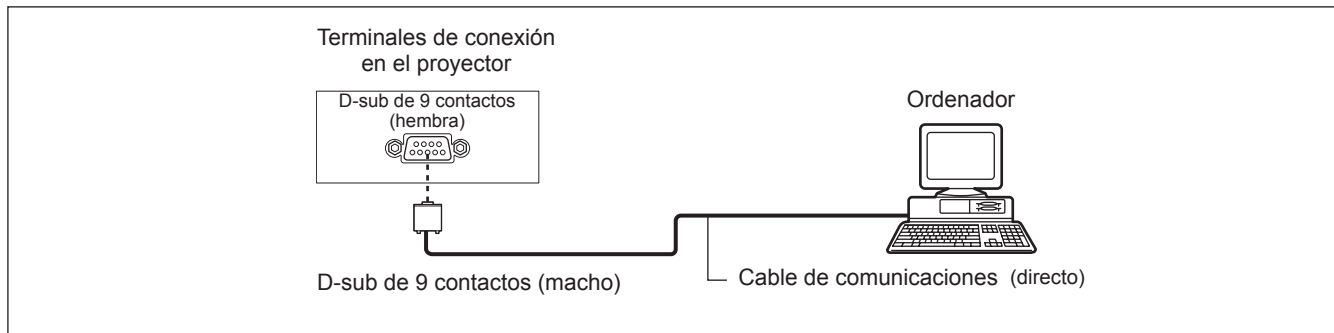 Terminales de conexión
en el proyector
D-sub de 9 contactos
(hembra)
Ordenador
D-sub de 9 contactos (macho)
Cable de comunicaciones (directo)